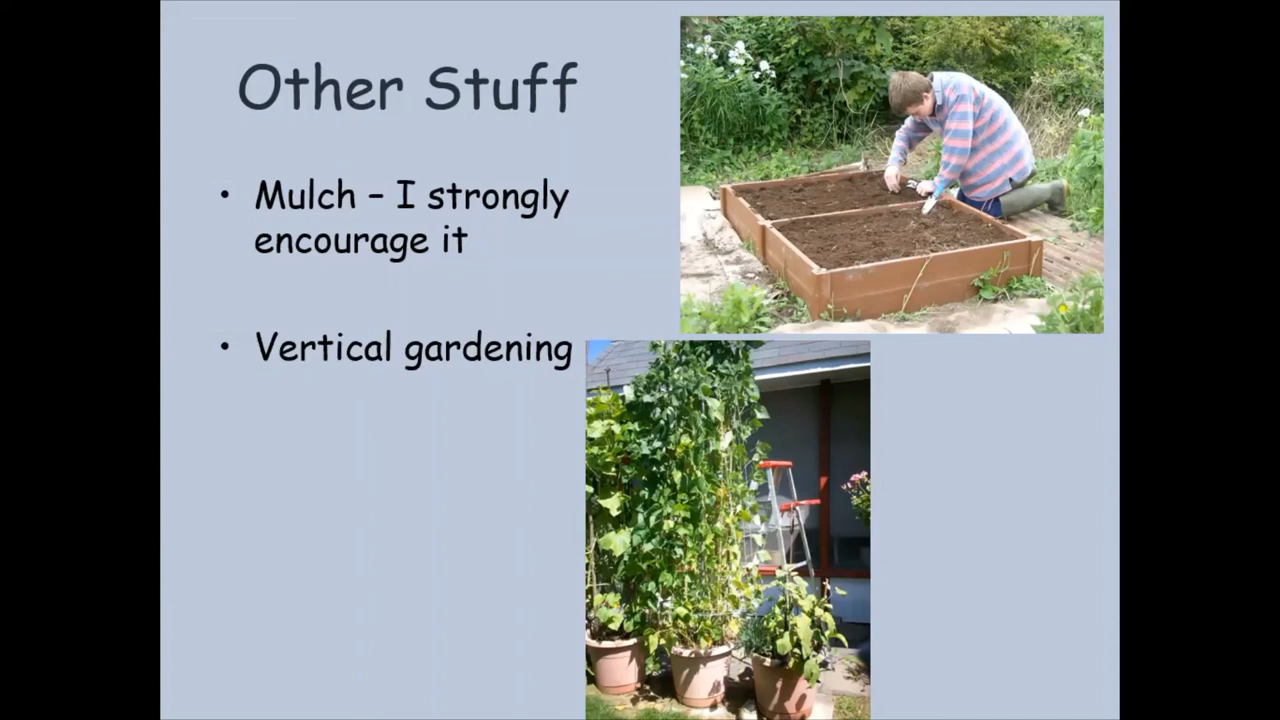 Other Stuff
• Mulch – I strongly
encourage it
• Vertical gardening